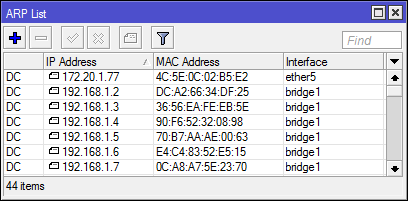 ARP List
Find
IP Address MAC Address Interface
DC 172.20.1.77 4C:5E:0C:02:B5:E2 ether5
DC 192.168.1.2 DC:A2:66:34:DF:25 bridge1
DC 192.168.1.3 36:56:EA:FE:EB:5E bridge1
DC 192.168.1.4 90:F6:52:32:08:98 bridge1
DC 192.168.1.5 70:B7:AA:AE:00:63 bridge1
DC 192.168.1.6 E4:C4:83:52:E5:15 bridge1
DC 192.168.1.7 0C:A8:A7:5E:23:70 bridge1
44 items